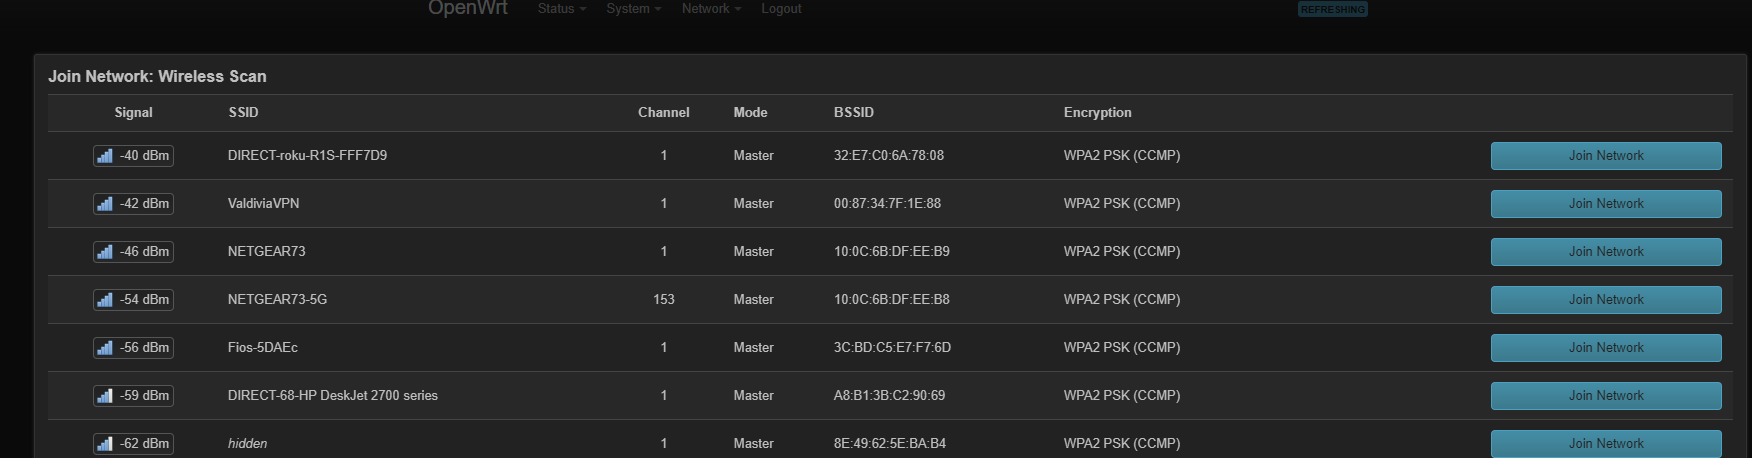 OpenWrt Status System Network Logout REFRESHING
Join Network: Wireless Scan
Signal SSID Channel Mode BSSID Encryption
-40 dBm DIRECT-roku-R1S-FFF7D9 1 Master 32:E7:C0:6A:78:08 WPA2 PSK (CCMP) Join Network
-42 dBm ValdiviaVPN 1 Master 00:87:34:7F:1E:88 WPA2 PSK (CCMP) Join Network
-46 dBm NETGEAR73 1 Master 10:0C:6B:DF:EE:B9 WPA2 PSK (CCMP) Join Network
-54 dBm NETGEAR73-5G 153 Master 10:0C:6B:DF:EE:B8 WPA2 PSK (CCMP) Join Network
-56 dBm Fios-5DAEc 1 Master 3C:BD:C5:E7:F7:6D WPA2 PSK (CCMP) Join Network
-59 dBm DIRECT-68-HP DeskJet 2700 series 1 Master A8:B1:3B:C2:90:69 WPA2 PSK (CCMP) Join Network
-62 dBm hidden 1 Master 8E:49:62:5E:BA:B4 WPA2 PSK (CCMP) Join Network